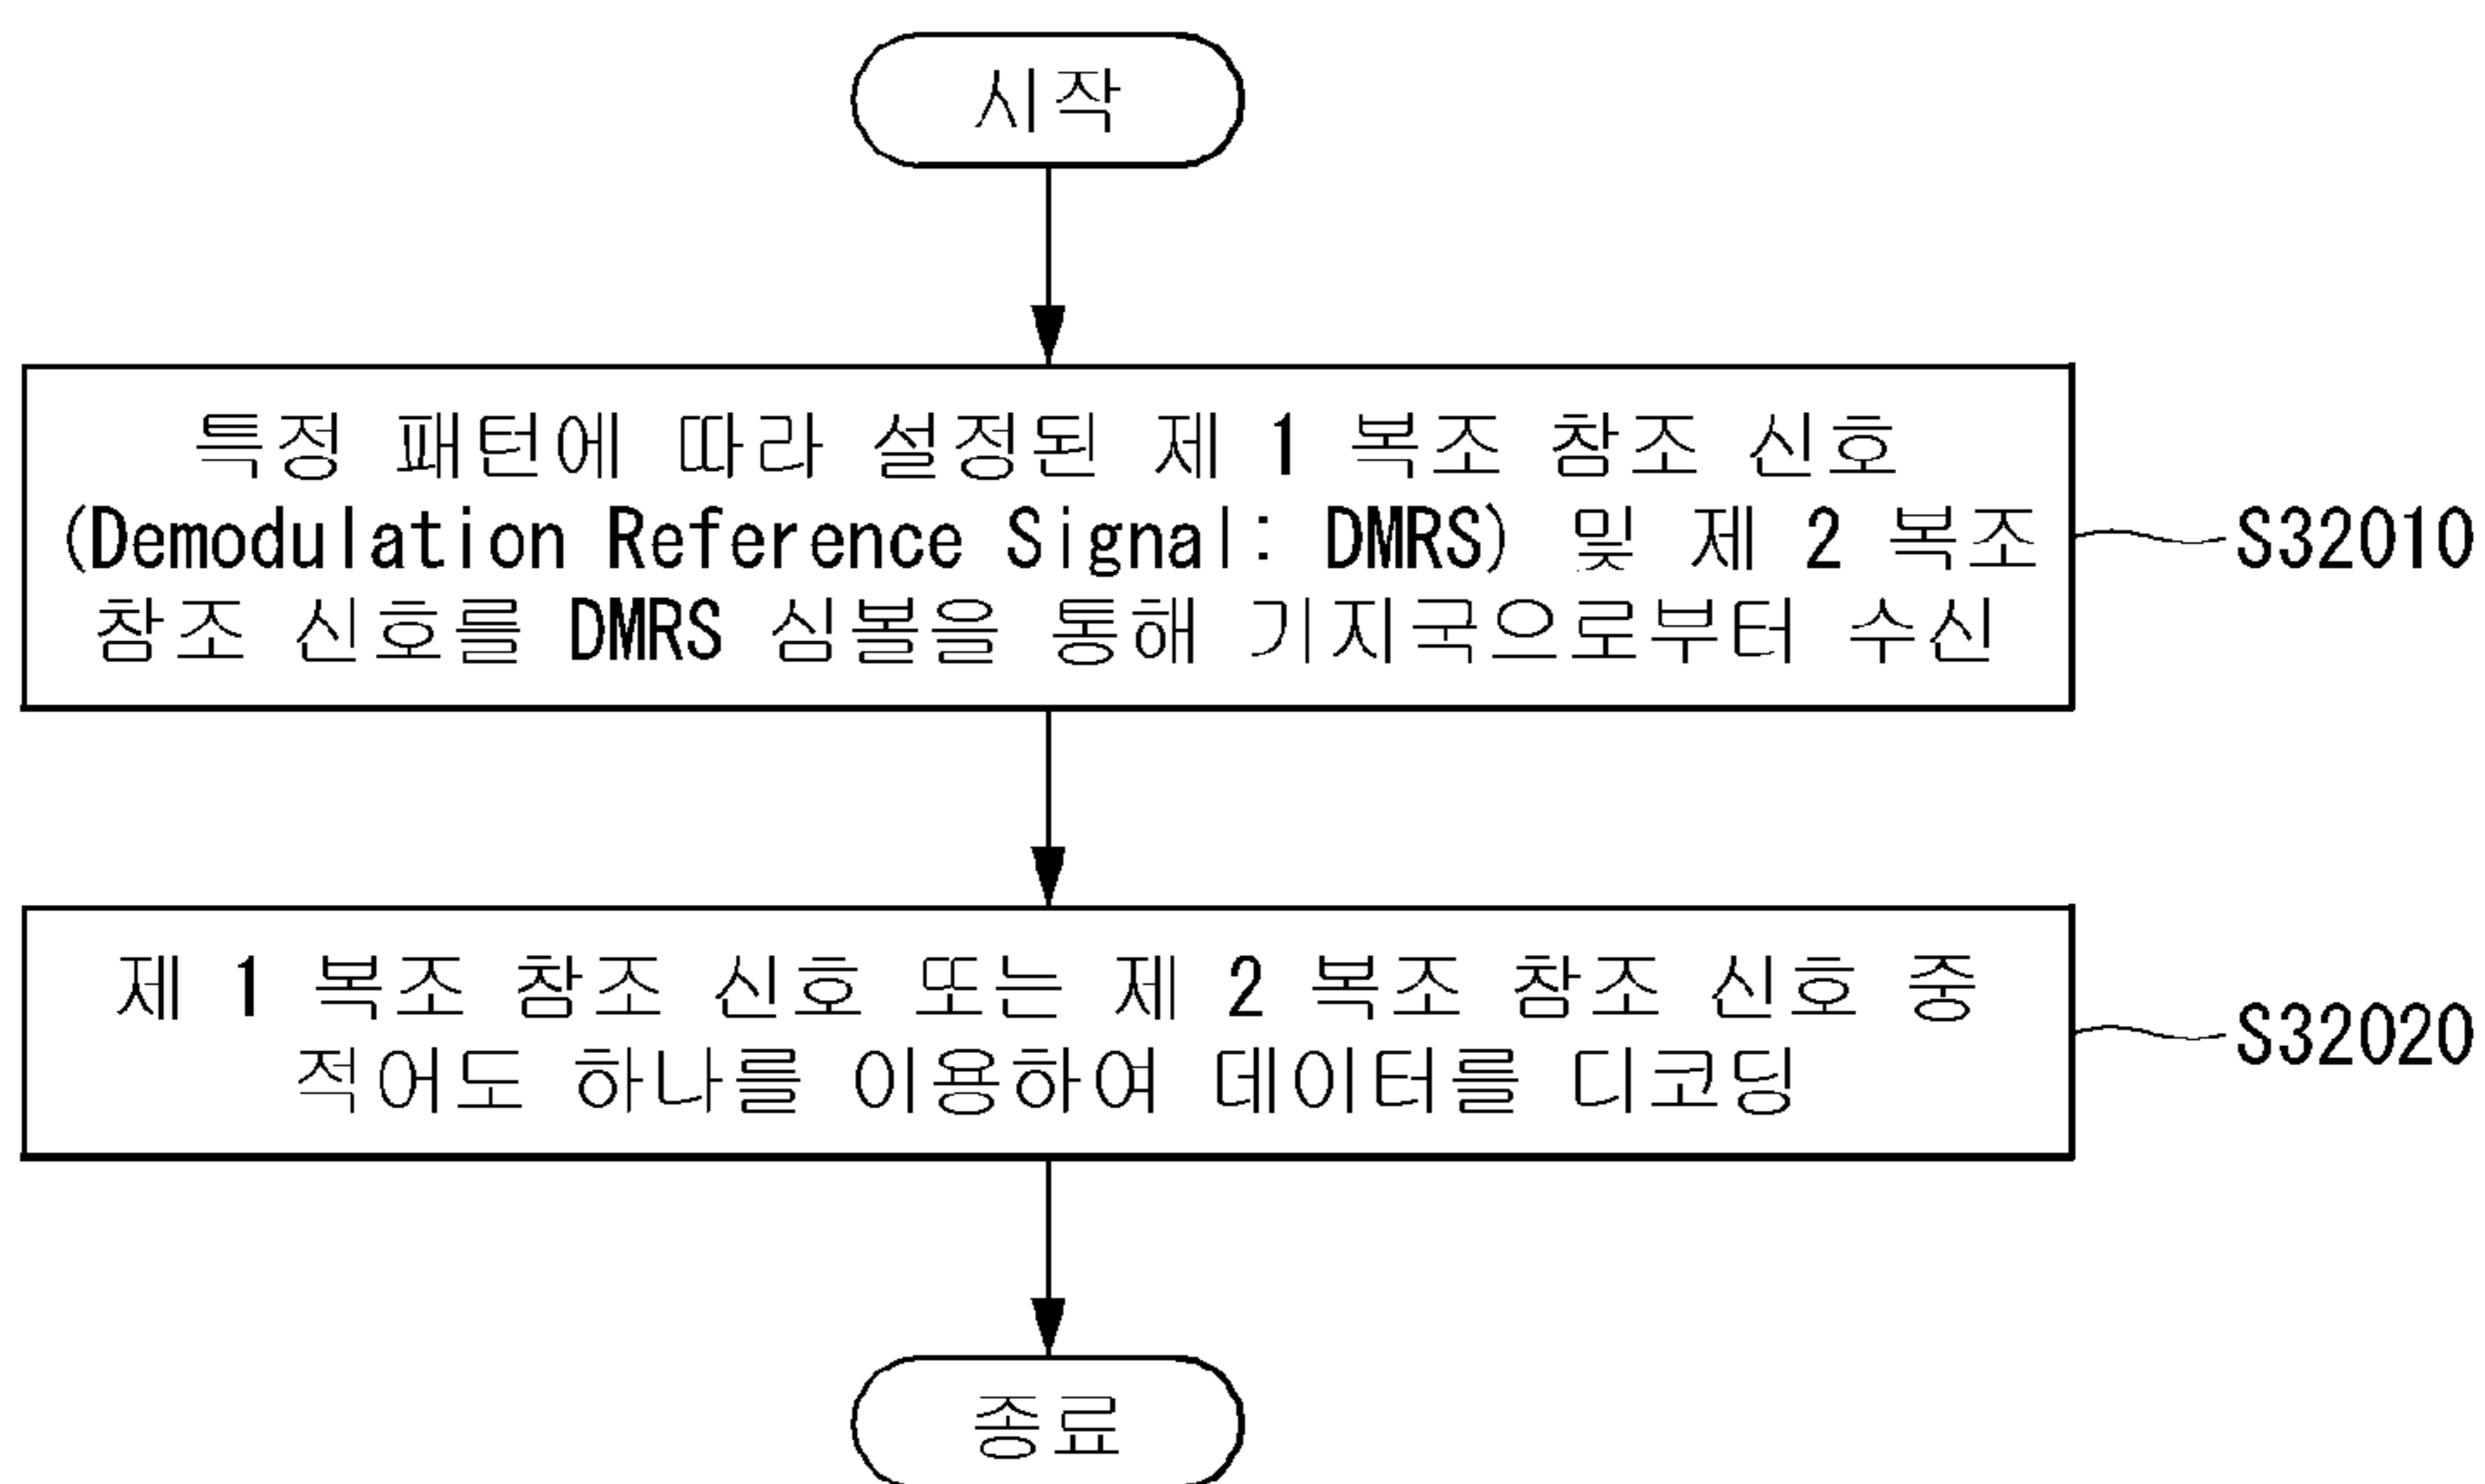 시작
특정 패턴에 따라 설정된 제 1 복조 참조 신호
(Demodulation Reference Signal: DMRS) 및 제 2 복조
참조 신호를 DMRS 심볼을 통해 기지국으로부터 수신
S32010
제 1 복조 참조 신호 또는 제 2 복조 참조 신호 중
적어도 하나를 이용하여 데이터를 디코딩
S32020
종료